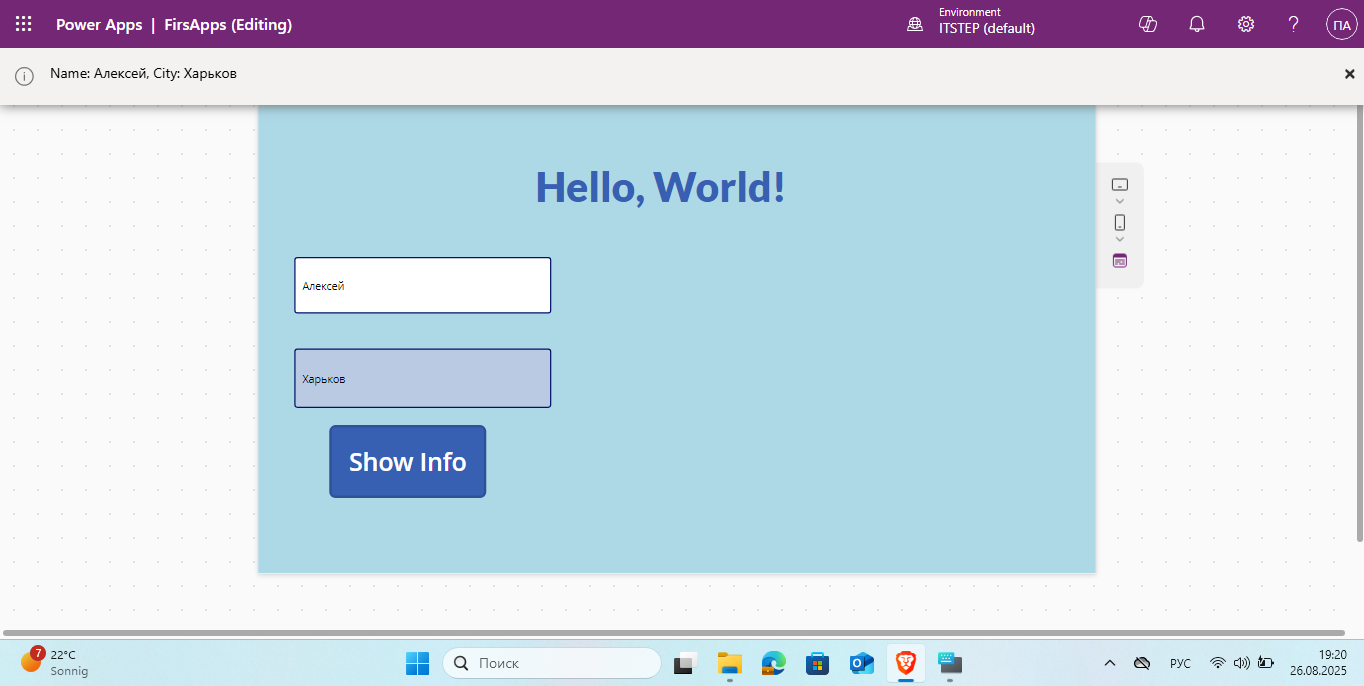 Power Apps | FirsApps (Editing)
Environment
ITSTEP (default)
ПА
Name: Алексей, City: Харьков
Hello, World!
Алексей
Харьков
Show Info
7
22°C
Sonnig
Поиск
РУС
19:20
26.08.2025